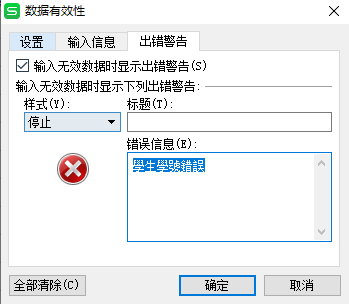 数据有效性
设置 输入信息 出错警告
输入无效数据时显示出错警告(S)
输入无效数据时显示下列出错警告:
样式(Y): 标题(T):
停止
错误信息(E):
學生學號錯誤
全部清除(C) 确定 取消